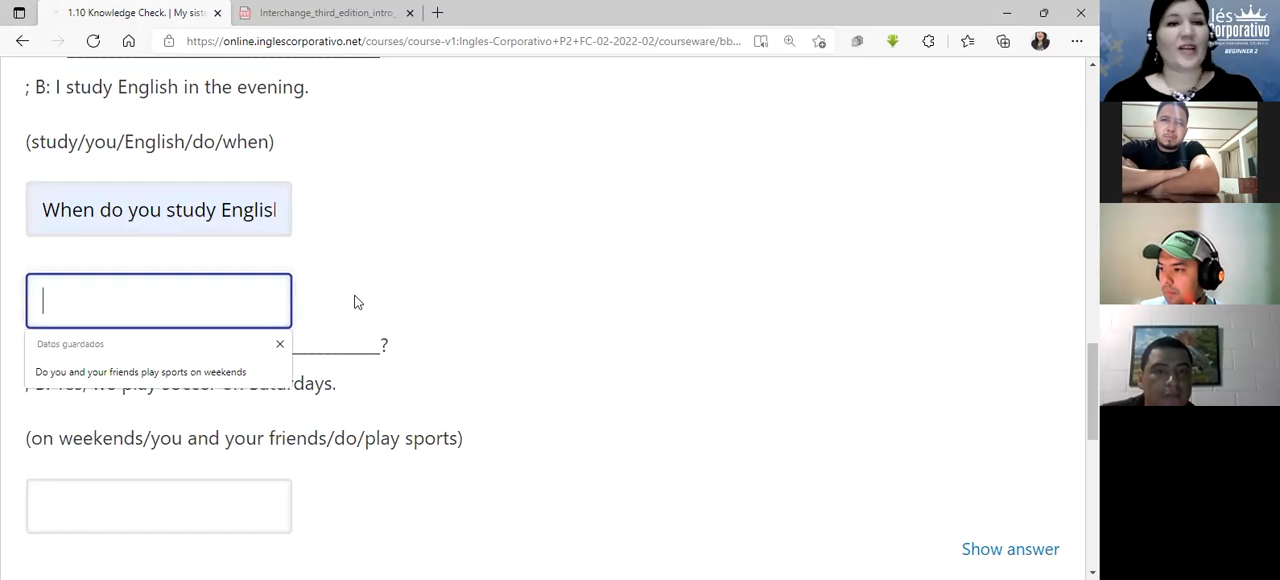 1.10 Knowledge Check. | My sist
Interchange_third_edition_intro_
https://online.inglescorporativo.net/courses/course-v1:Ingles-Corporativo+P2+FC-02-2022-02/courseware/bb...
; B: I study English in the evening.
(study/you/English/do/when)
When do you study Englis
Datos guardados
Do you and your friends play sports on weekends
?
rdays.
(on weekends/you and your friends/do/play sports)
Show answer
lés
Corporativo
BEGINNER 2